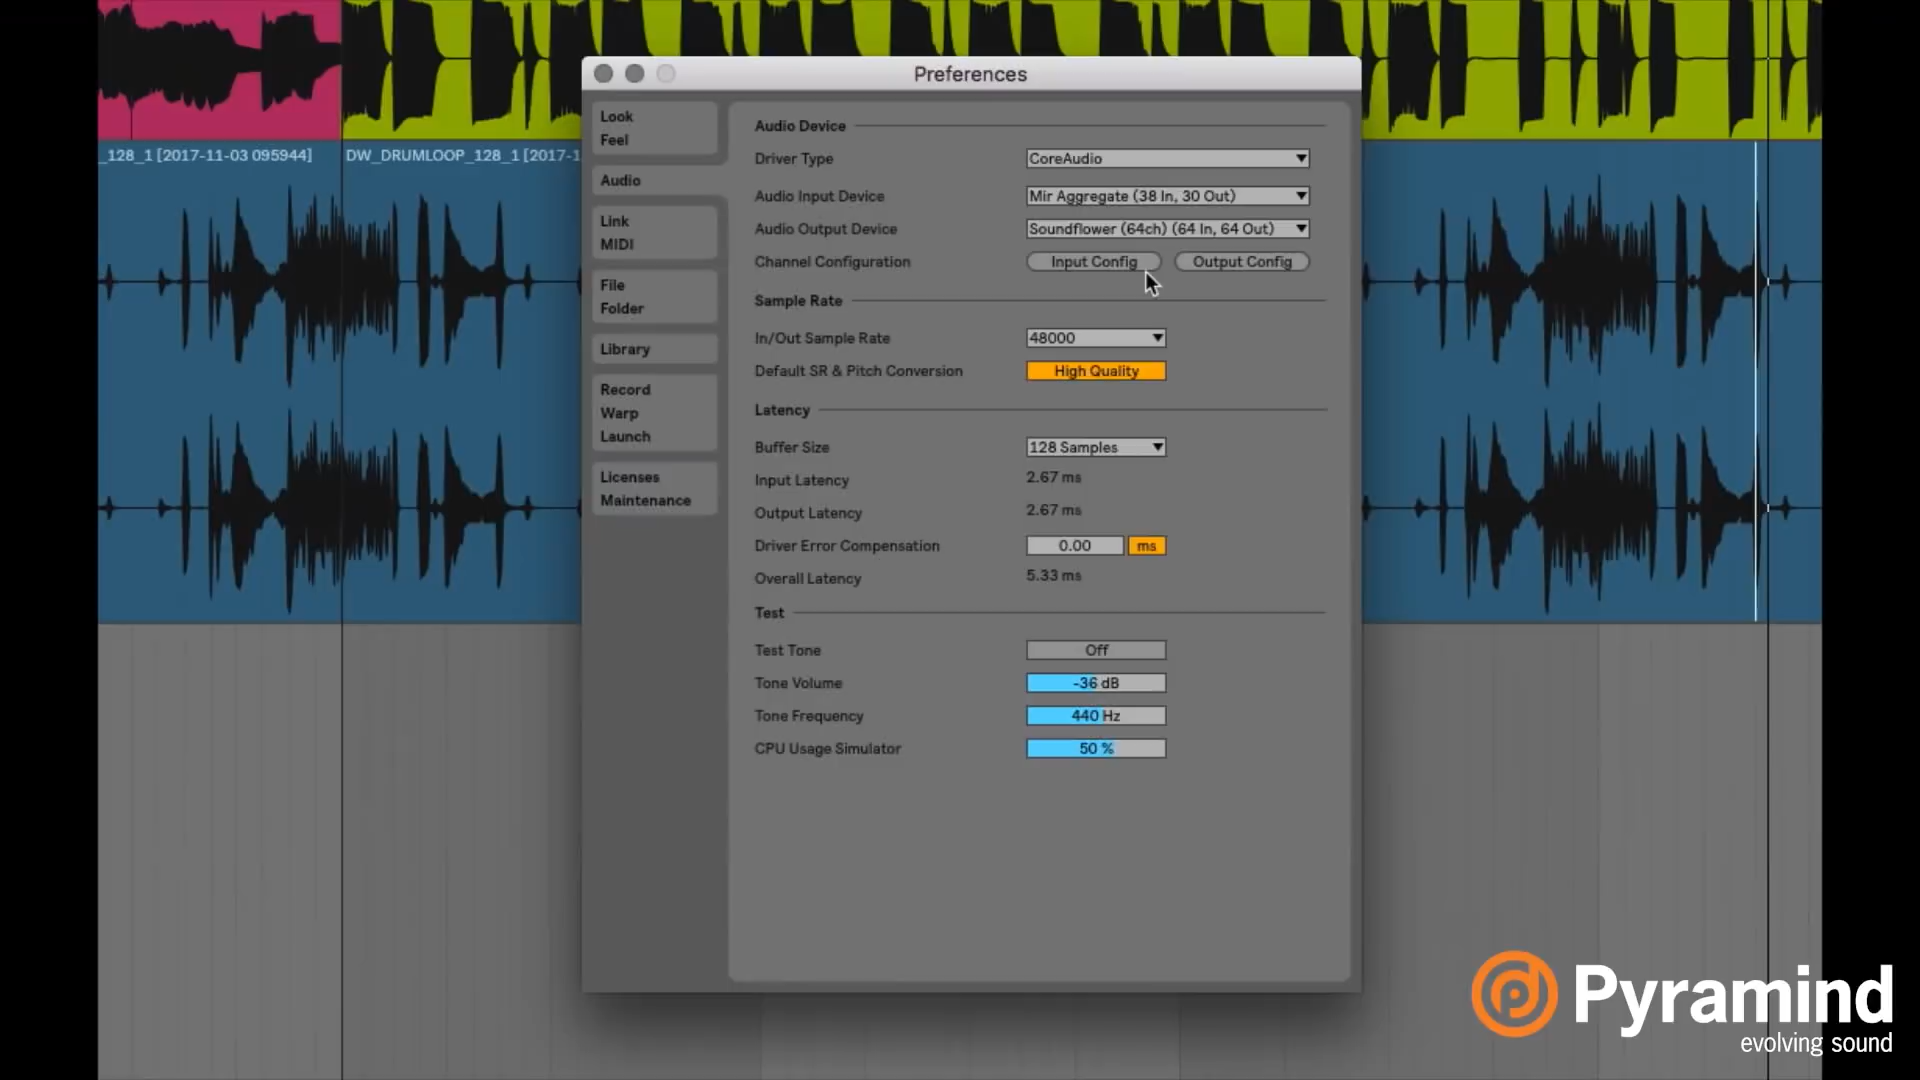 Preferences
_128_1 [2017-11-03 095944]
DW_DRUMLOOP_128_1 [2017-1
Look
Feel
Audio
Link
MIDI
File
Folder
Library
Record
Warp
Launch
Licenses
Maintenance
Audio Device
Driver Type CoreAudio
Audio Input Device Mir Aggregate (38 In, 30 Out)
Audio Output Device Soundflower (64ch) (64 In, 64 Out)
Channel Configuration Input Config Output Config
Sample Rate
In/Out Sample Rate 48000
Default SR & Pitch Conversion High Quality
Latency
Buffer Size 128 Samples
Input Latency 2.67 ms
Output Latency 2.67 ms
Driver Error Compensation 0.00 ms
Overall Latency 5.33 ms
Test
Test Tone Off
Tone Volume -36 dB
Tone Frequency 440 Hz
CPU Usage Simulator 50 %
Pyramind
evolving sound